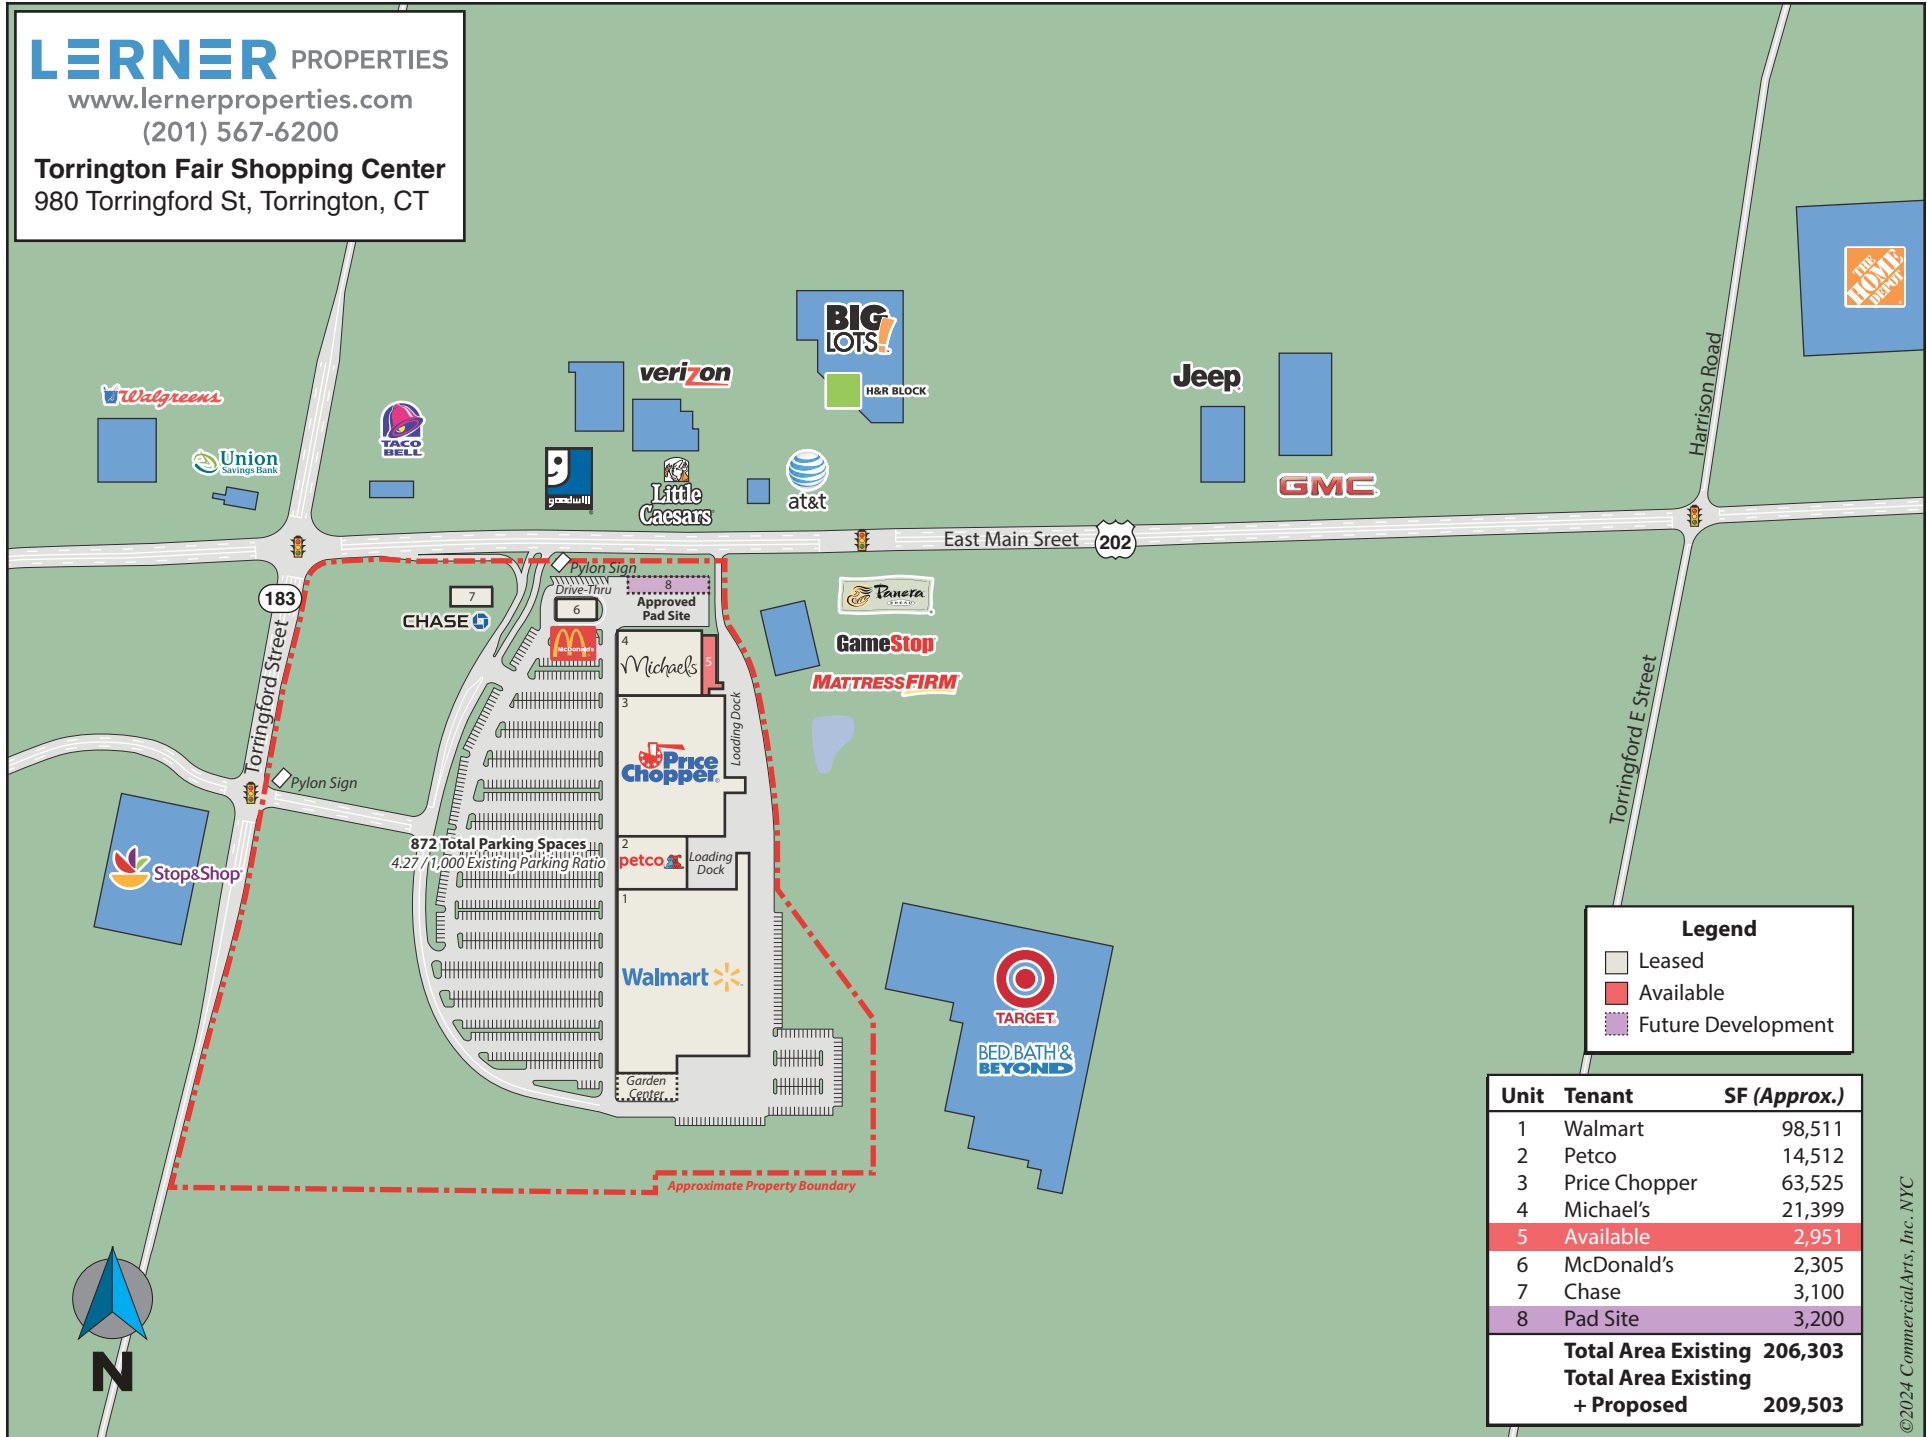 LERNER PROPERTIES
www.lernerproperties.com
(201) 567-6200
Torrington Fair Shopping Center
980 Torringford St, Torrington, CT
THE
HOME
DEPOT
BIG
LOTS!
H&R BLOCK
verizon
Jeep
GMC
Harrison Road
Walgreens
Union
Savings Bank
TACO
BELL
goodwill
Little
Caesars
at&t
East Main Sreet
202
183
Torringford Street
Pylon Sign
Drive-Thru
8
Approved
Pad Site
7
CHASE
6
McDonald's
4
Michaels
5
Panera
BREAD
GameStop
MATTRESSFIRM
3
Price
Chopper
Loading Dock
Pylon Sign
Torringford E Street
872 Total Parking Spaces
4.27 / 1,000 Existing Parking Ratio
2
petco
Loading
Dock
Stop&Shop
1
Walmart
Garden
Center
TARGET
BED BATH &
BEYOND
Approximate Property Boundary
N
Legend
Leased
Available
Future Development
Unit Tenant SF (Approx.)
1 Walmart 98,511
2 Petco 14,512
3 Price Chopper 63,525
4 Michael's 21,399
5 Available 2,951
6 McDonald's 2,305
7 Chase 3,100
8 Pad Site 3,200
Total Area Existing 206,303
Total Area Existing
+ Proposed 209,503
©2024 CommercialArts, Inc. NYC